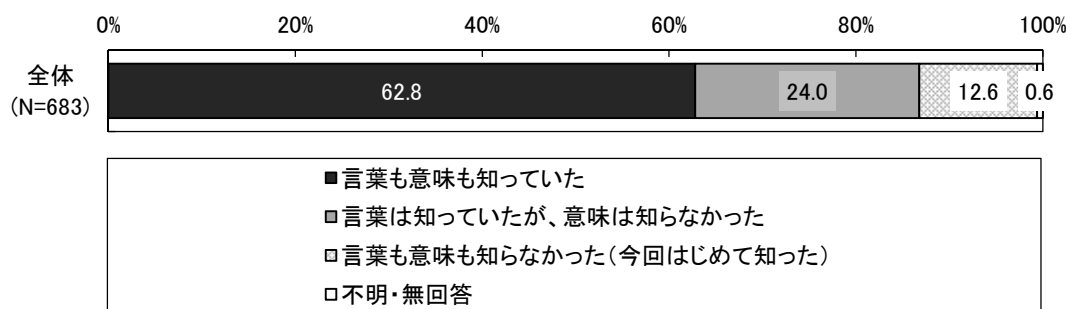 0% 20% 40% 60% 80% 100%
全体
(N=683)
62.8 24.0 12.6 0.6
■言葉も意味も知っていた
■言葉は知っていたが、意味は知らなかった
言葉も意味も知らなかった(今回はじめて知った)
□不明・無回答